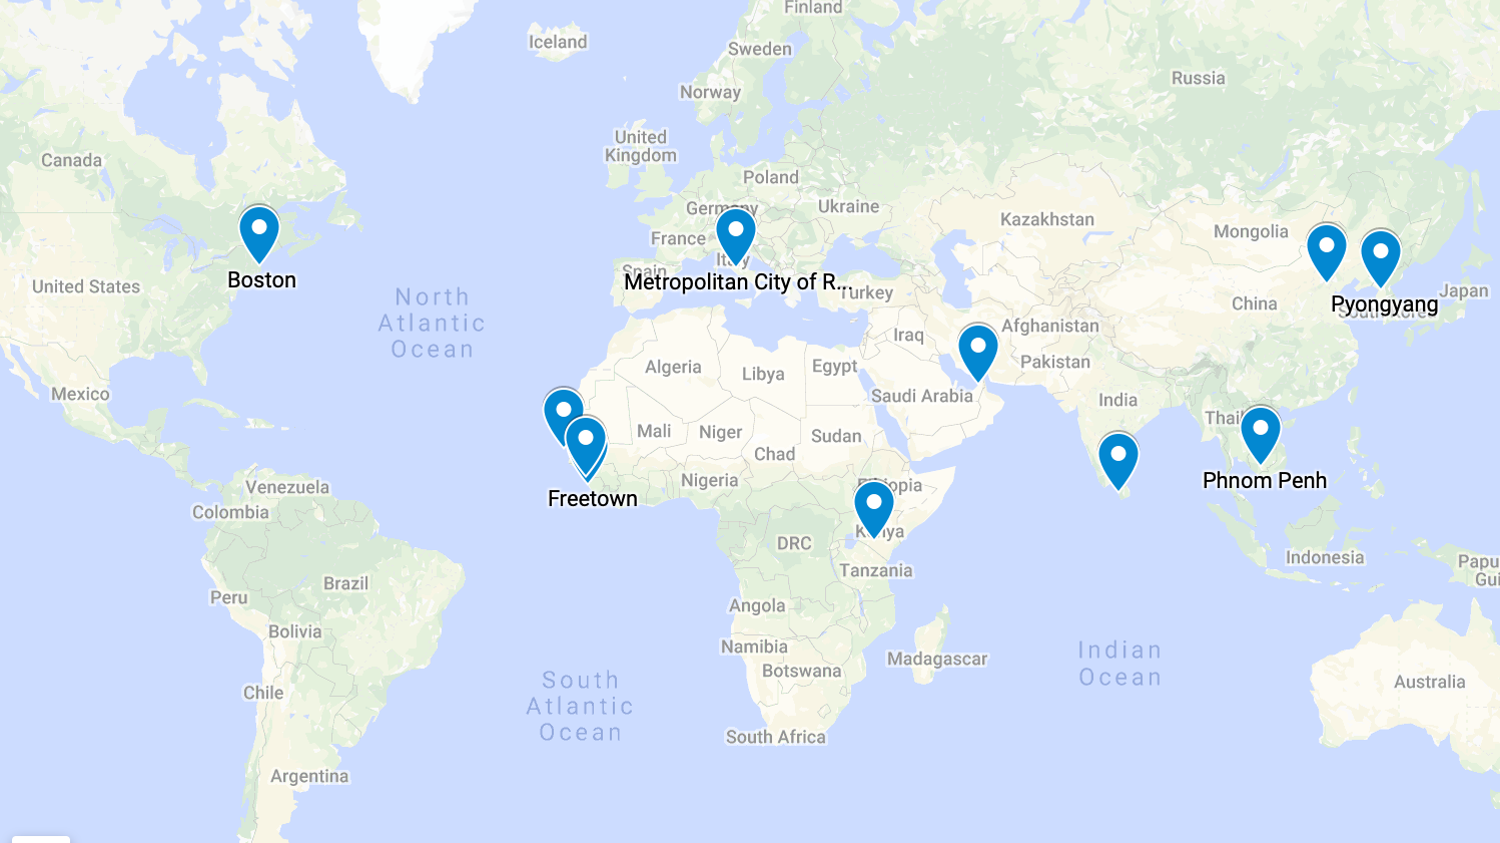 Finland
Iceland
Sweden
Russia
Norway
United
Kingdom
Canada
Poland
Germany
Ukraine
Kazakhstan
Mongolia
France
Italy
Spain
Boston
Metropolitan City of R...
United States
Turkey
North
Atlantic
Ocean
China
Pyongyang
Japan
Iraq
Afghanistan
Pakistan
Algeria
Libya
Egypt
Saudi Arabia
India
Mexico
Mali
Niger
Sudan
Chad
Nigeria
Ethiopia
Phnom Penh
Venezuela
Colombia
Freetown
Kenya
DRC
Tanzania
Indonesia
Papu
Gui
Brazil
Peru
Angola
Bolivia
Namibia
Botswana
Madagascar
Indian
Ocean
Chile
South
Atlantic
Ocean
Australia
South Africa
Argentina